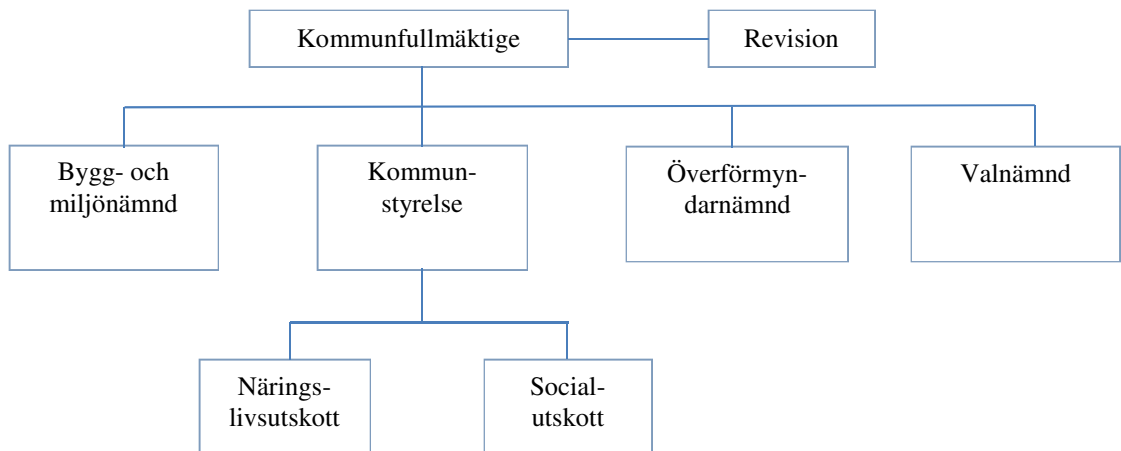 Kommunfullmäktige
Revision
Bygg- och
miljönämnd
Kommun-
styrelse
Överförmyn-
darnämnd
Valnämnd
Närings-
livsutskott
Social-
utskott